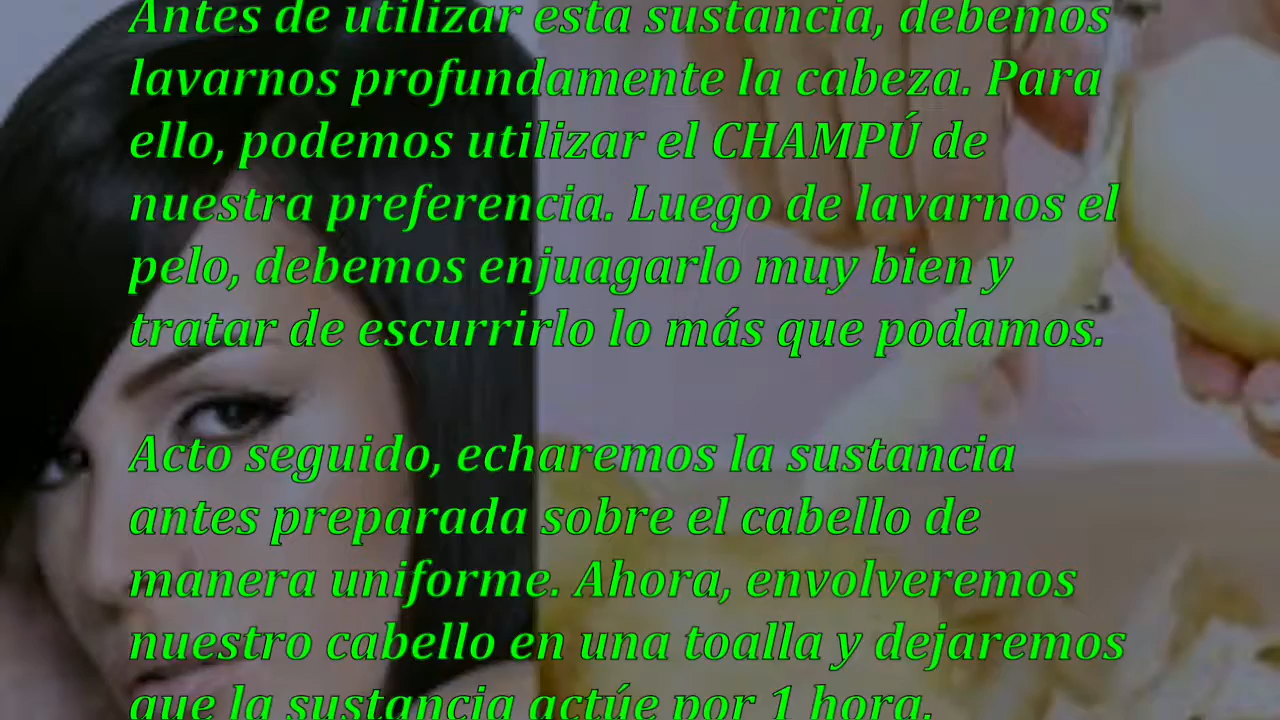 Antes de utilizar esta sustancia, debemos
lavarnos profundamente la cabeza. Para
ello, podemos utilizar el CHAMPÚ de
nuestra preferencia. Luego de lavarnos el
pelo, debemos enjuagarlo muy bien y
tratar de escurrirlo lo más que podamos.
Acto seguido, echaremos la sustancia
antes preparada sobre el cabello de
manera uniforme. Ahora, envolveremos
nuestro cabello en una toalla y dejaremos
que la sustancia actúe por 1 hora.